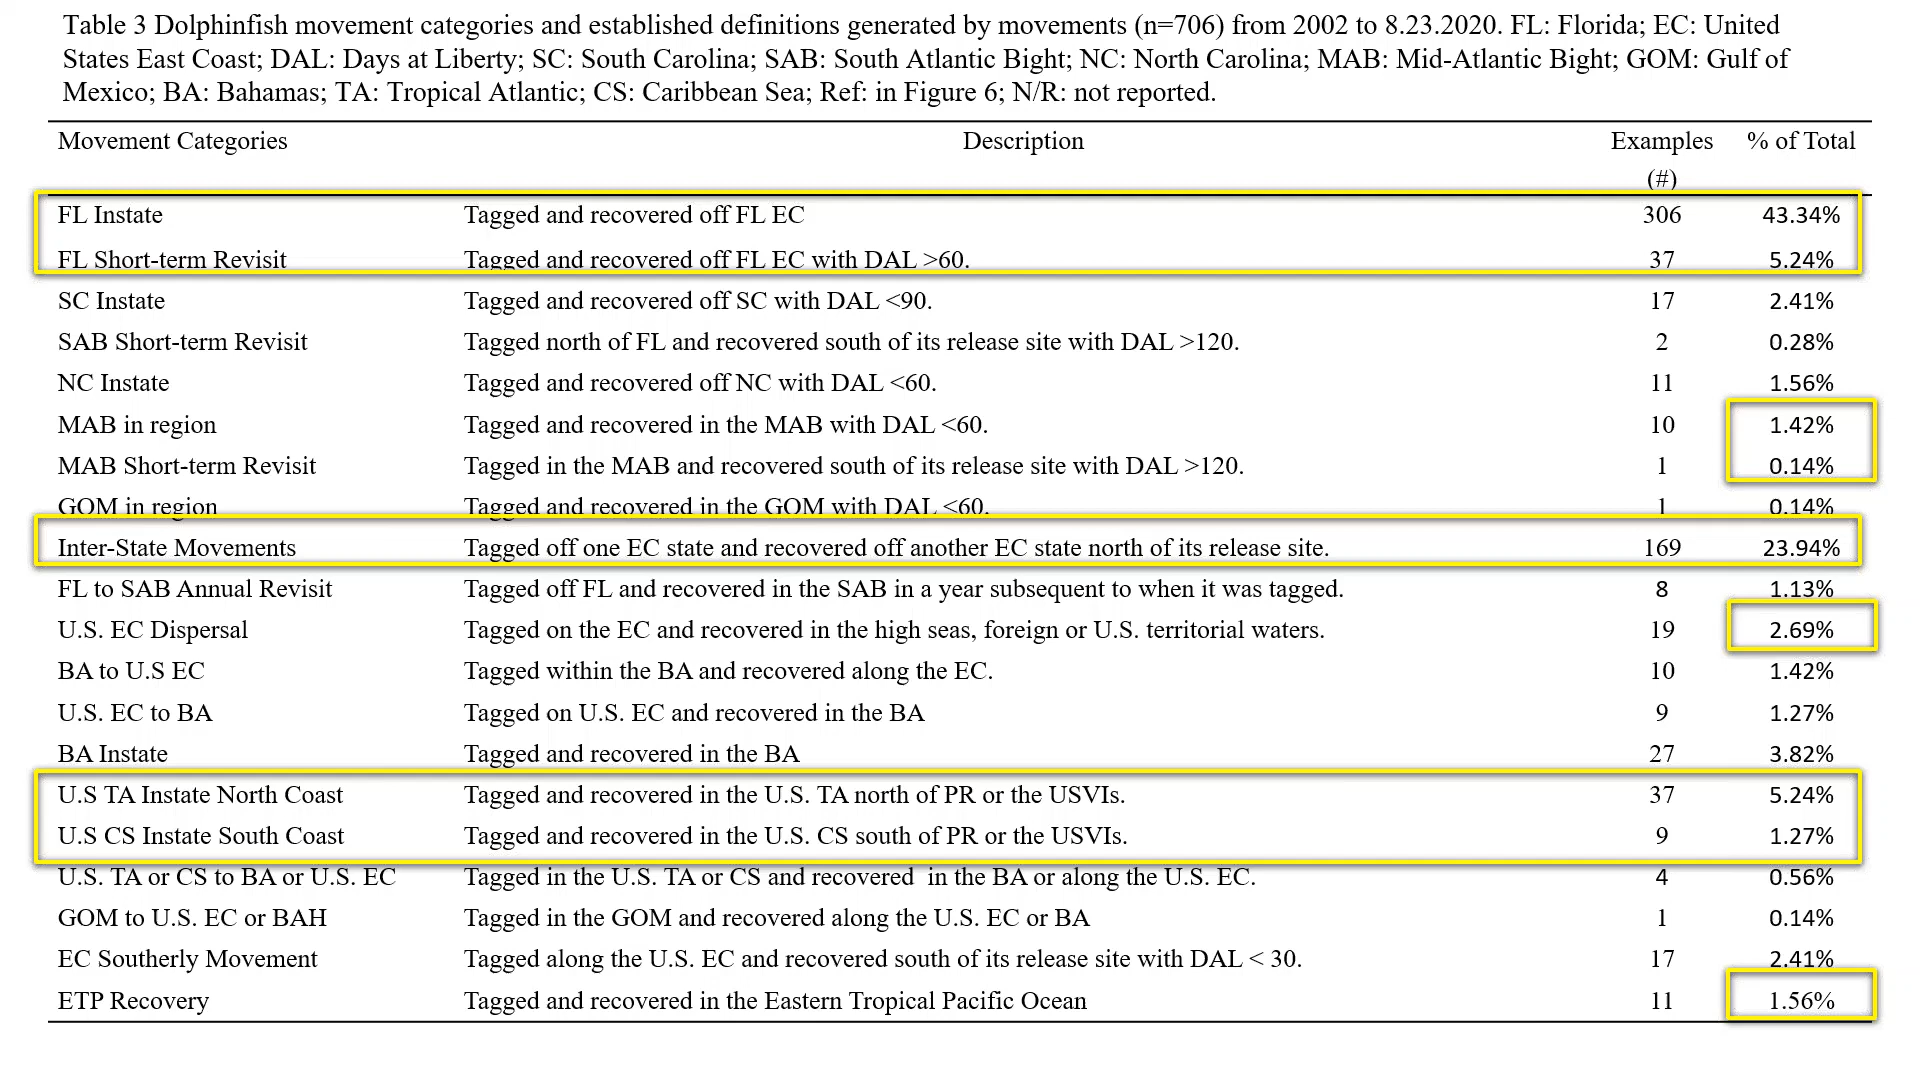 Table 3 Dolphinfish movement categories and established definitions generated by movements (n=706) from 2002 to 8.23.2020. FL: Florida; EC: United
States East Coast; DAL: Days at Liberty; SC: South Carolina; SAB: South Atlantic Bight; NC: North Carolina; MAB: Mid-Atlantic Bight; GOM: Gulf of
Mexico; BA: Bahamas; TA: Tropical Atlantic; CS: Caribbean Sea; Ref: in Figure 6; N/R: not reported.
Movement Categories Description Examples (#) % of Total
FL Instate Tagged and recovered off FL EC 306 43.34%
FL Short-term Revisit Tagged and recovered off FL EC with DAL >60. 37 5.24%
SC Instate Tagged and recovered off SC with DAL <90. 17 2.41%
SAB Short-term Revisit Tagged north of FL and recovered south of its release site with DAL >120. 2 0.28%
NC Instate Tagged and recovered off NC with DAL <60. 11 1.56%
MAB in region Tagged and recovered in the MAB with DAL <60. 10 1.42%
MAB Short-term Revisit Tagged in the MAB and recovered south of its release site with DAL >120. 1 0.14%
GOM in region Tagged and recovered in the GOM with DAL <60. 1 0.14%
Inter-State Movements Tagged off one EC state and recovered off another EC state north of its release site. 169 23.94%
FL to SAB Annual Revisit Tagged off FL and recovered in the SAB in a year subsequent to when it was tagged. 8 1.13%
U.S. EC Dispersal Tagged on the EC and recovered in the high seas, foreign or U.S. territorial waters. 19 2.69%
BA to U.S EC Tagged within the BA and recovered along the EC. 10 1.42%
U.S. EC to BA Tagged on U.S. EC and recovered in the BA 9 1.27%
BA Instate Tagged and recovered in the BA 27 3.82%
U.S TA Instate North Coast Tagged and recovered in the U.S. TA north of PR or the USVIs. 37 5.24%
U.S CS Instate South Coast Tagged and recovered in the U.S. CS south of PR or the USVIs. 9 1.27%
U.S. TA or CS to BA or U.S. EC Tagged in the U.S. TA or CS and recovered in the BA or along the U.S. EC. 4 0.56%
GOM to U.S. EC or BAH Tagged in the GOM and recovered along the U.S. EC or BA 1 0.14%
EC Southerly Movement Tagged along the U.S. EC and recovered south of its release site with DAL < 30. 17 2.41%
ETP Recovery Tagged and recovered in the Eastern Tropical Pacific Ocean 11 1.56%